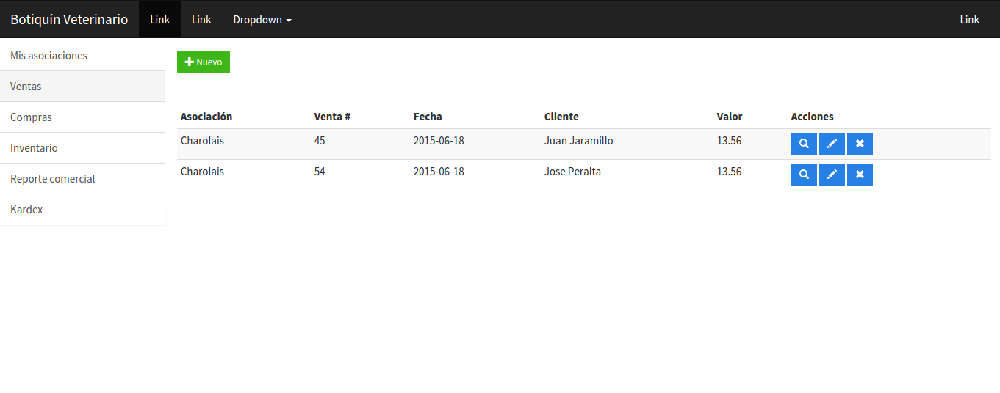 Botiquín Veterinario Link Link Dropdown Link
Mis asociaciones
Ventas
Compras
Inventario
Reporte comercial
Kardex
Nuevo
Asociación Venta # Fecha Cliente Valor Acciones
Charolais 45 2015-06-18 Juan Jaramillo 13.56
Charolais 54 2015-06-18 Jose Peralta 13.56